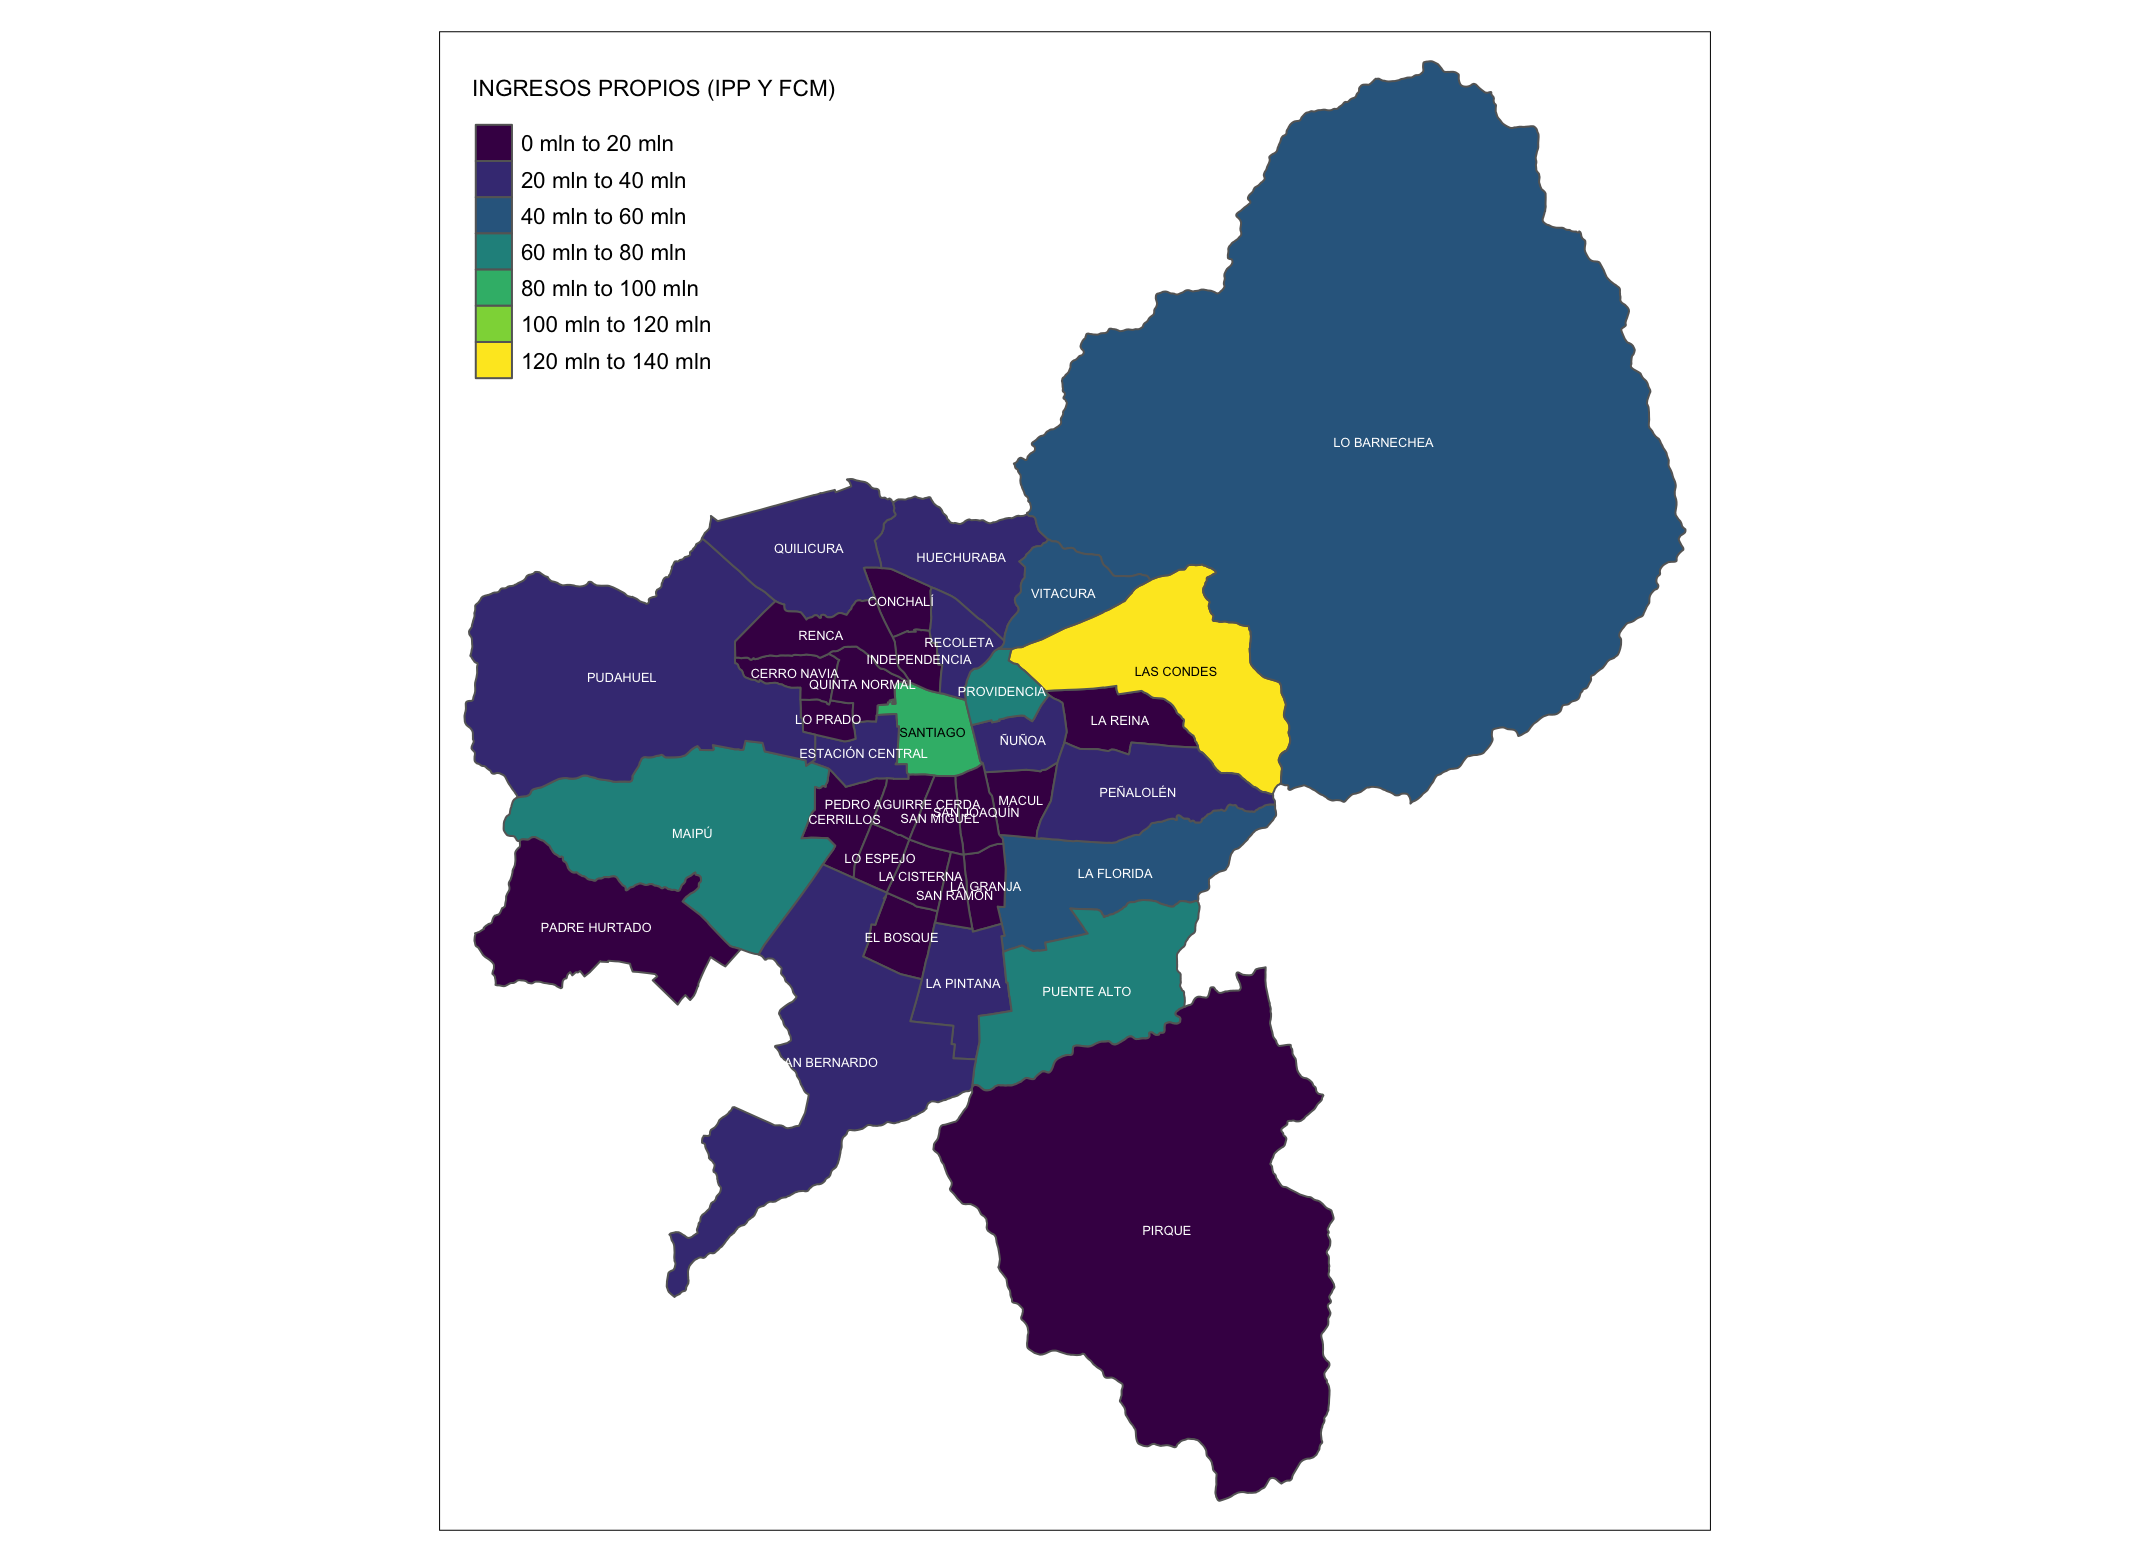 INGRESOS PROPIOS (IPP Y FCM)
0 mln to 20 mln
20 mln to 40 mln
40 mln to 60 mln
60 mln to 80 mln
80 mln to 100 mln
100 mln to 120 mln
120 mln to 140 mln
LO BARNECHEA
QUILICURA
HUECHURABA
VITACURA
CONCHALÍ
RENCA
RECOLETA
INDEPENDENCIA
LAS CONDES
CERRO NAVIA
PUDAHUEL
QUINTA NORMAL
PROVIDENCIA
LO PRADO
LA REINA
SANTIAGO
ÑUÑOA
ESTACIÓN CENTRAL
PEÑALOLÉN
MACUL
PEDRO AGUIRRE CERDA
SAN JOAQUÍN
SAN MIGUEL
CERRILLOS
MAIPÚ
LO ESPEJO
LA FLORIDA
LA CISTERNA
LA GRANJA
SAN RAMÓN
PADRE HURTADO
EL BOSQUE
LA PINTANA
PUENTE ALTO
AN BERNARDO
PIRQUE